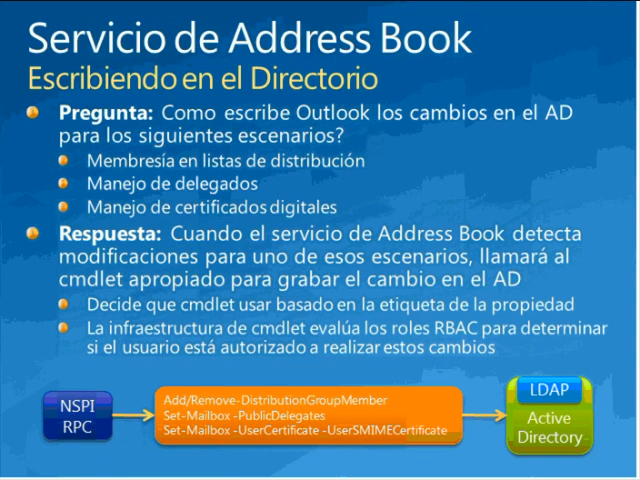 Servicio de Address Book
Escribiendo en el Directorio
Pregunta: Como escribe Outlook los cambios en el AD
para los siguientes escenarios?
Membresía en listas de distribución
Manejo de delegados
Manejo de certificados digitales
Respuesta: Cuando el servicio de Address Book detecta
modificaciones para uno de esos escenarios, llamará al
cmdlet apropiado para grabar el cambio en el AD
Decide que cmdlet usar basado en la etiqueta de la propiedad
La infraestructura de cmdlet evalúa los roles RBAC para determinar
si el usuario está autorizado a realizar estos cambios
NSPI
RPC
Add/Remove-DistributionGroupMember
Set-Mailbox -PublicDelegates
Set-Mailbox -UserCertificate -UserSMIMECertificate
LDAP
Active
Directory